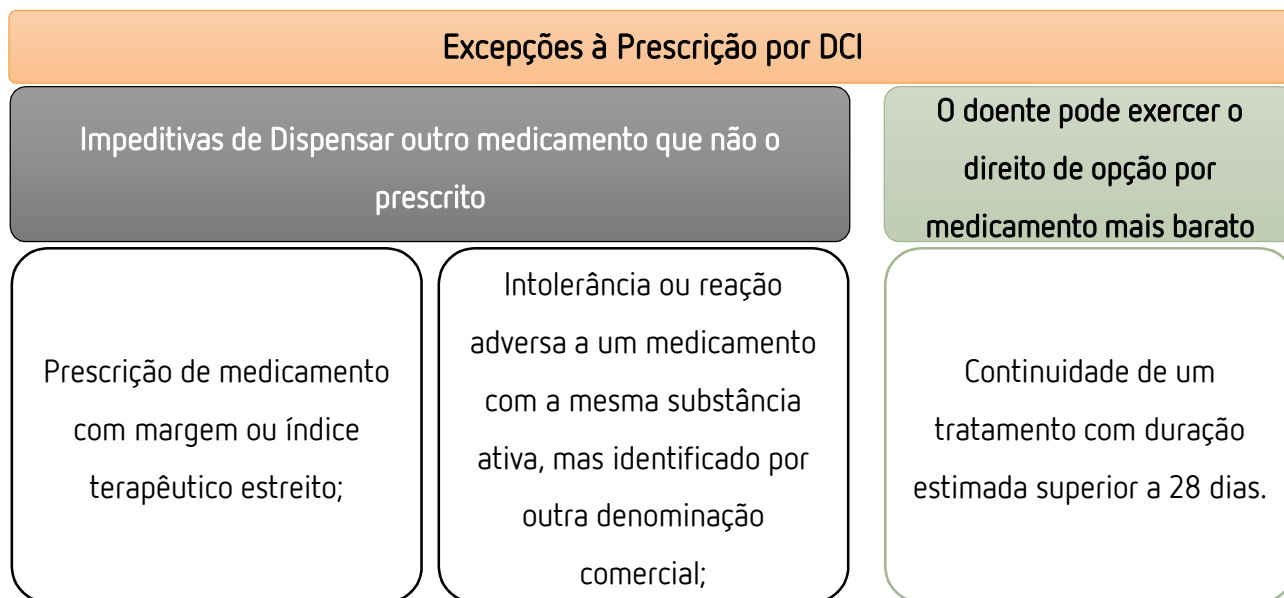 Excepções à Prescrição por DCI
Impeditivas de Dispensar outro medicamento que não o
prescrito
O doente pode exercer o
direito de opção por
medicamento mais barato
Prescrição de medicamento
com margem ou índice
terapêutico estreito;
Intolerância ou reação
adversa a um medicamento
com a mesma substância
ativa, mas identificado por
outra denominação
comercial;
Continuidade de um
tratamento com duração
estimada superior a 28 dias.